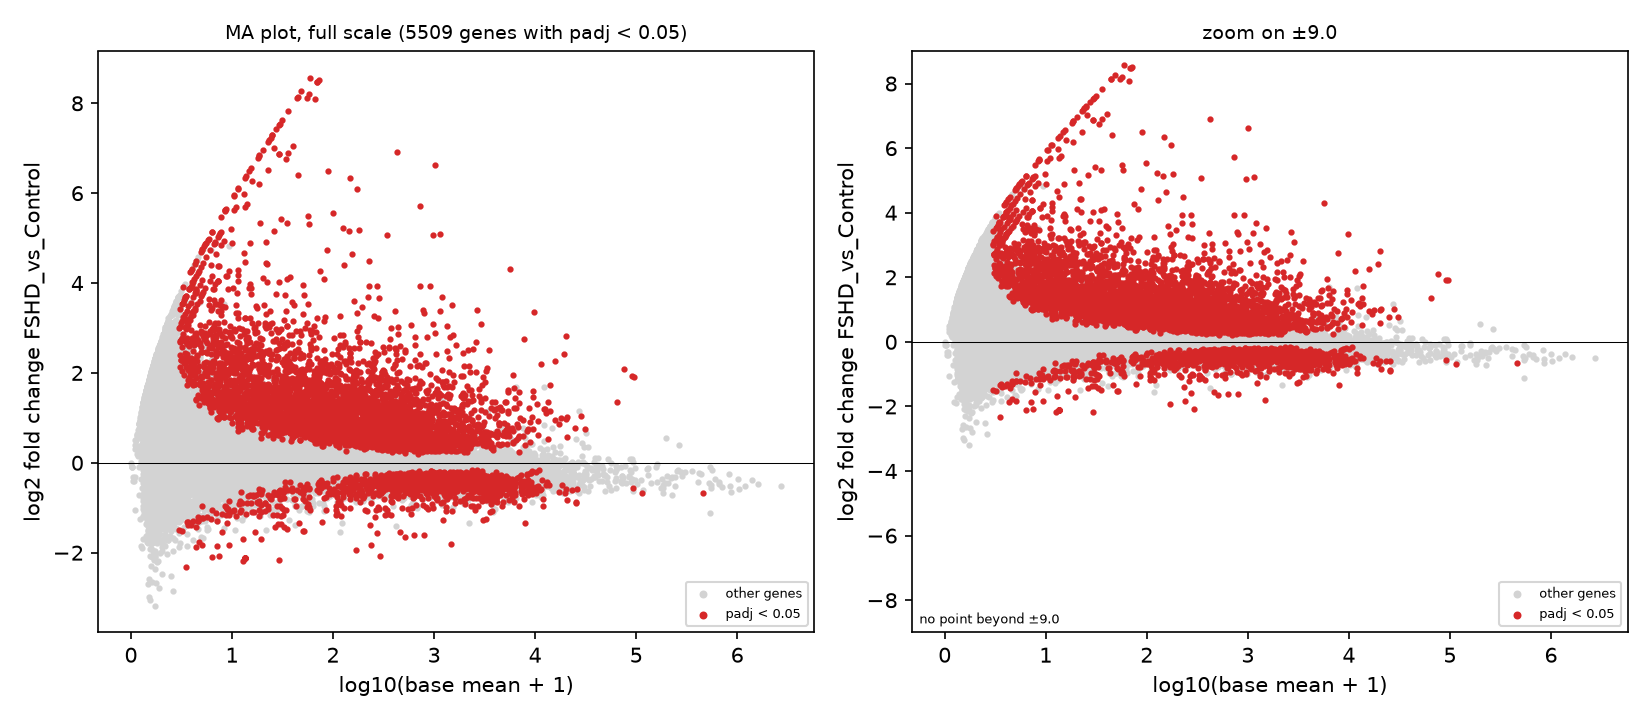 MA plot, full scale (5509 genes with padj < 0.05)
log2 fold change FSHD_vs_Control
8
6
4
2
0
−2
0 1 2 3 4 5 6
log10(base mean + 1)
other genes
padj < 0.05
zoom on ±9.0
log2 fold change FSHD_vs_Control
8
6
4
2
0
−2
−4
−6
−8
no point beyond ±9.0
0 1 2 3 4 5 6
log10(base mean + 1)
other genes
padj < 0.05